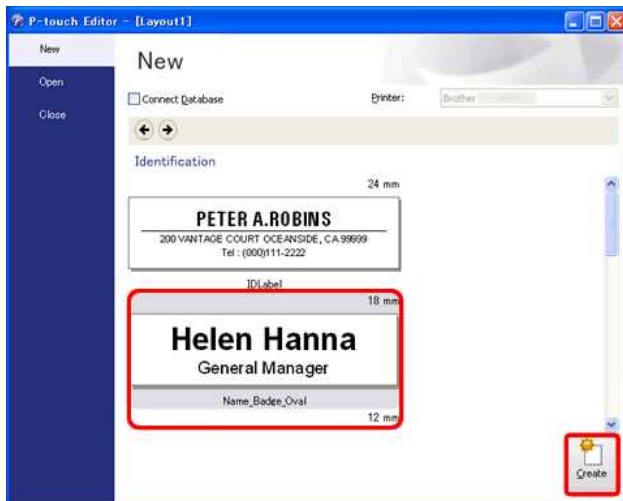 P-touch Editor - [Layout1]
New
Open
Close
New
Connect Database
Printer:
Brother
Identification
24 mm
PETER A.ROBINS
200 VANTAGE COURT OCEANSIDE, CA 99999
Tel : (000)111-2222
IDLabel
18 mm
Helen Hanna
General Manager
Name_Badge_Oval
12 mm
Create